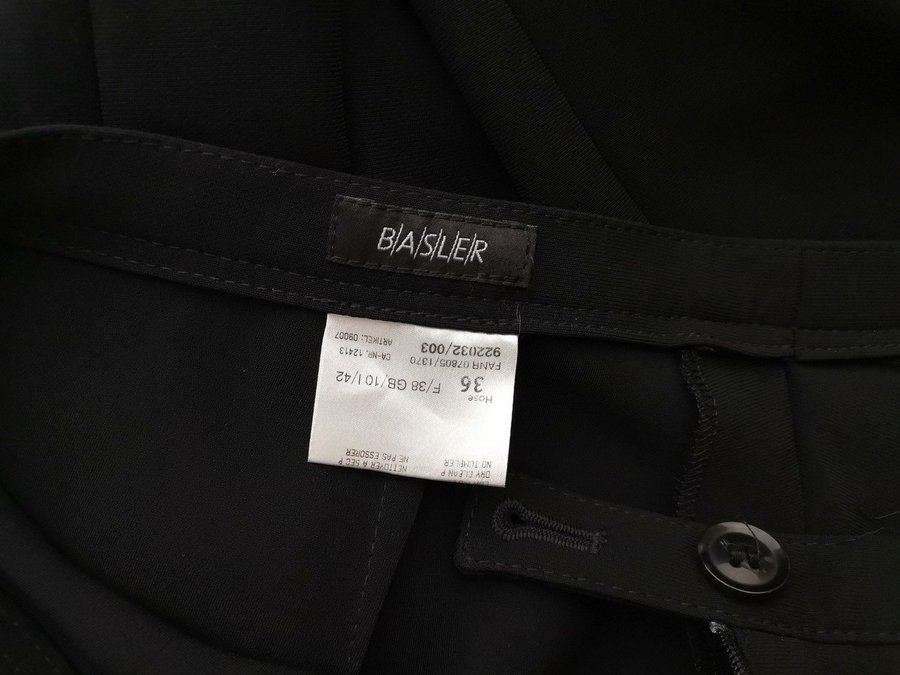 B/A/S/L/E/R
DRY CLEAN P NETTOYER A SEC P
NO TUMBLER NE PAS ESSORER
Hose
36 F/38 GB/10 I/42
FANR 07805/1370 CA-NR. 12413
922032/003 ARTIKEL: 09007